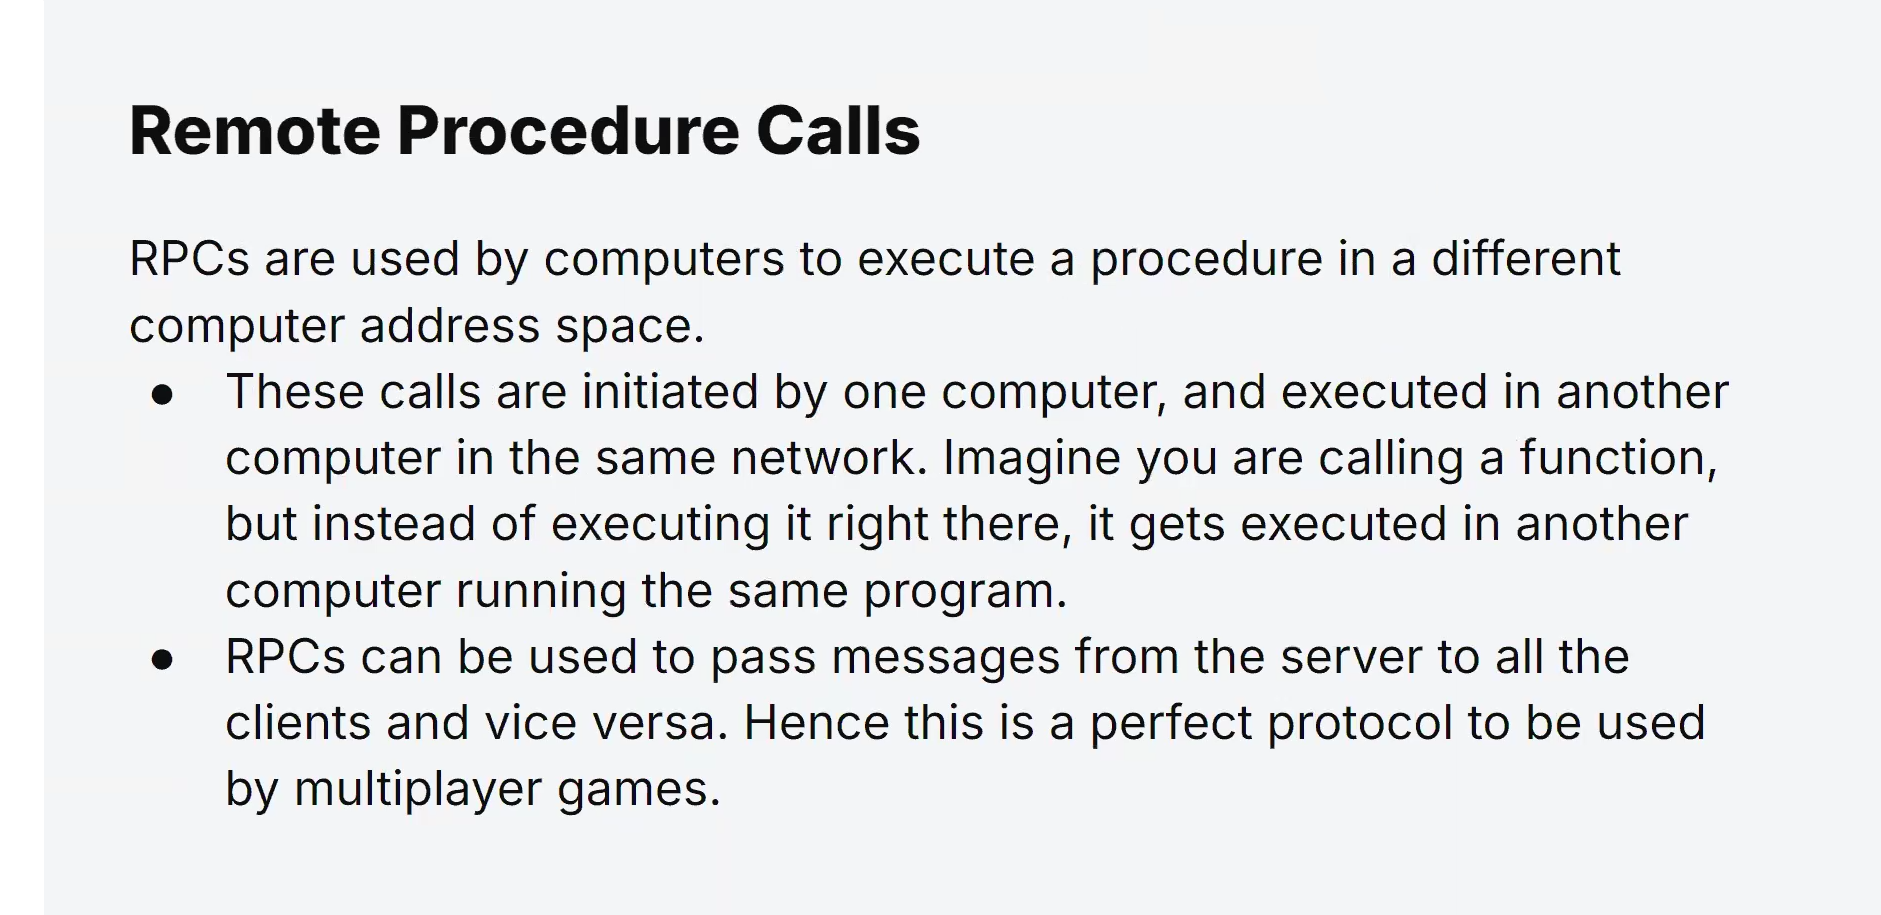 Remote Procedure Calls
RPCs are used by computers to execute a procedure in a different
computer address space.
● These calls are initiated by one computer, and executed in another
computer in the same network. Imagine you are calling a function,
but instead of executing it right there, it gets executed in another
computer running the same program.
● RPCs can be used to pass messages from the server to all the
clients and vice versa. Hence this is a perfect protocol to be used
by multiplayer games.